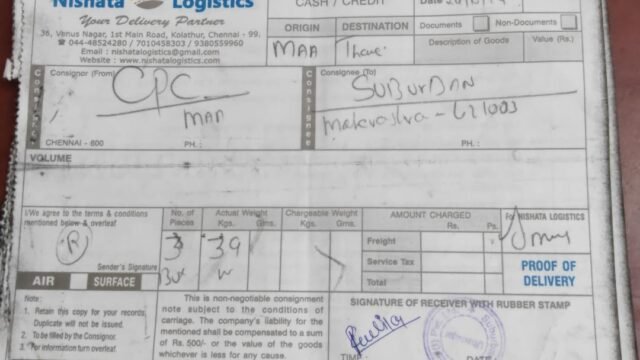 Nishata Logistics
Your Delivery Partner
36, Venus Nagar, 1st Main Road, Kolathur, Chennai - 99.
☎ 044-48524280 / 7010458303 / 9380559960
Email : nishatalogistics@gmail.com
Website : www.nishatalogistics.com
CASH / CREDIT
Date
ORIGIN DESTINATION
MAA Thane
Documents Non-Documents
Description of Goods Value (Rs.)
Consignor
Consignor (From)
CPC
MAA
CHENNAI - 600 PH. :
Consignee
Consignee (To)
SUBURBAN
PH. :
VOLUME
I/We agree to the terms & conditions
mentioned below & overleaf
R
Sender's Signature
AIR SURFACE
No. of Pieces Actual Weight Kgs. Gms. Chargeable Weight Kgs. Gms.
3 39
Box
AMOUNT CHARGED
Rs. Ps.
Freight
Service Tax
Total
For NISHATA LOGISTICS
PROOF OF
DELIVERY
Note:
1. Retain this copy for your records.
Duplicate will not be issued.
2. To be filled by the Consignor.
3. For information turn overleaf.
This is non-negotiable consignment
note subject to the conditions of
carriage. The company's liability for
the mentioned shall be compensated to a sum
of Rs. 500/- or the value of the goods
whichever is less for any cause.
SIGNATURE OF RECEIVER WITH RUBBER STAMP
TIME DATE